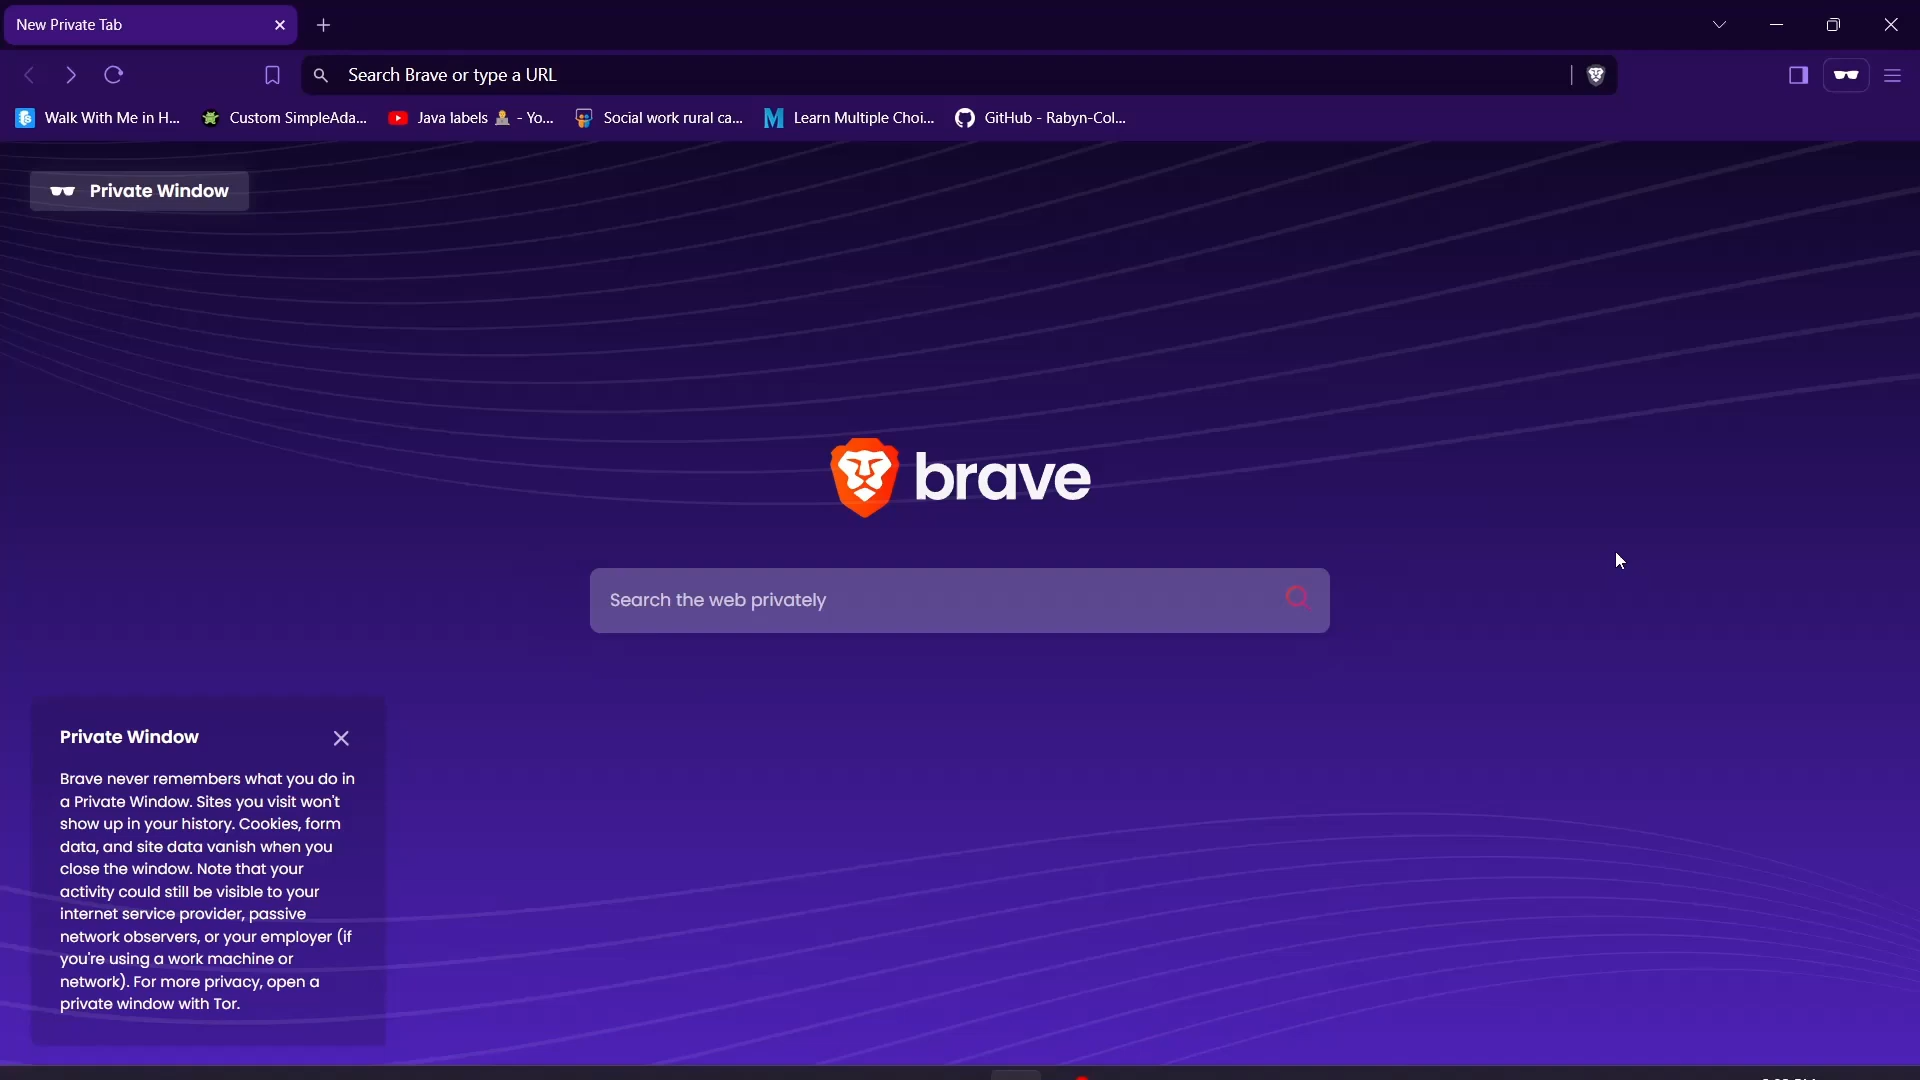 New Private Tab
Search Brave or type a URL
Walk With Me in H...
Custom SimpleAda...
Java labels 🧑‍💻 - Yo...
Social work rural ca...
Learn Multiple Choi...
GitHub - Rabyn-Col...
Private Window
brave
Search the web privately
Private Window
Brave never remembers what you do in
a Private Window. Sites you visit won't
show up in your history. Cookies, form
data, and site data vanish when you
close the window. Note that your
activity could still be visible to your
internet service provider, passive
network observers, or your employer (if
you're using a work machine or
network). For more privacy, open a
private window with Tor.